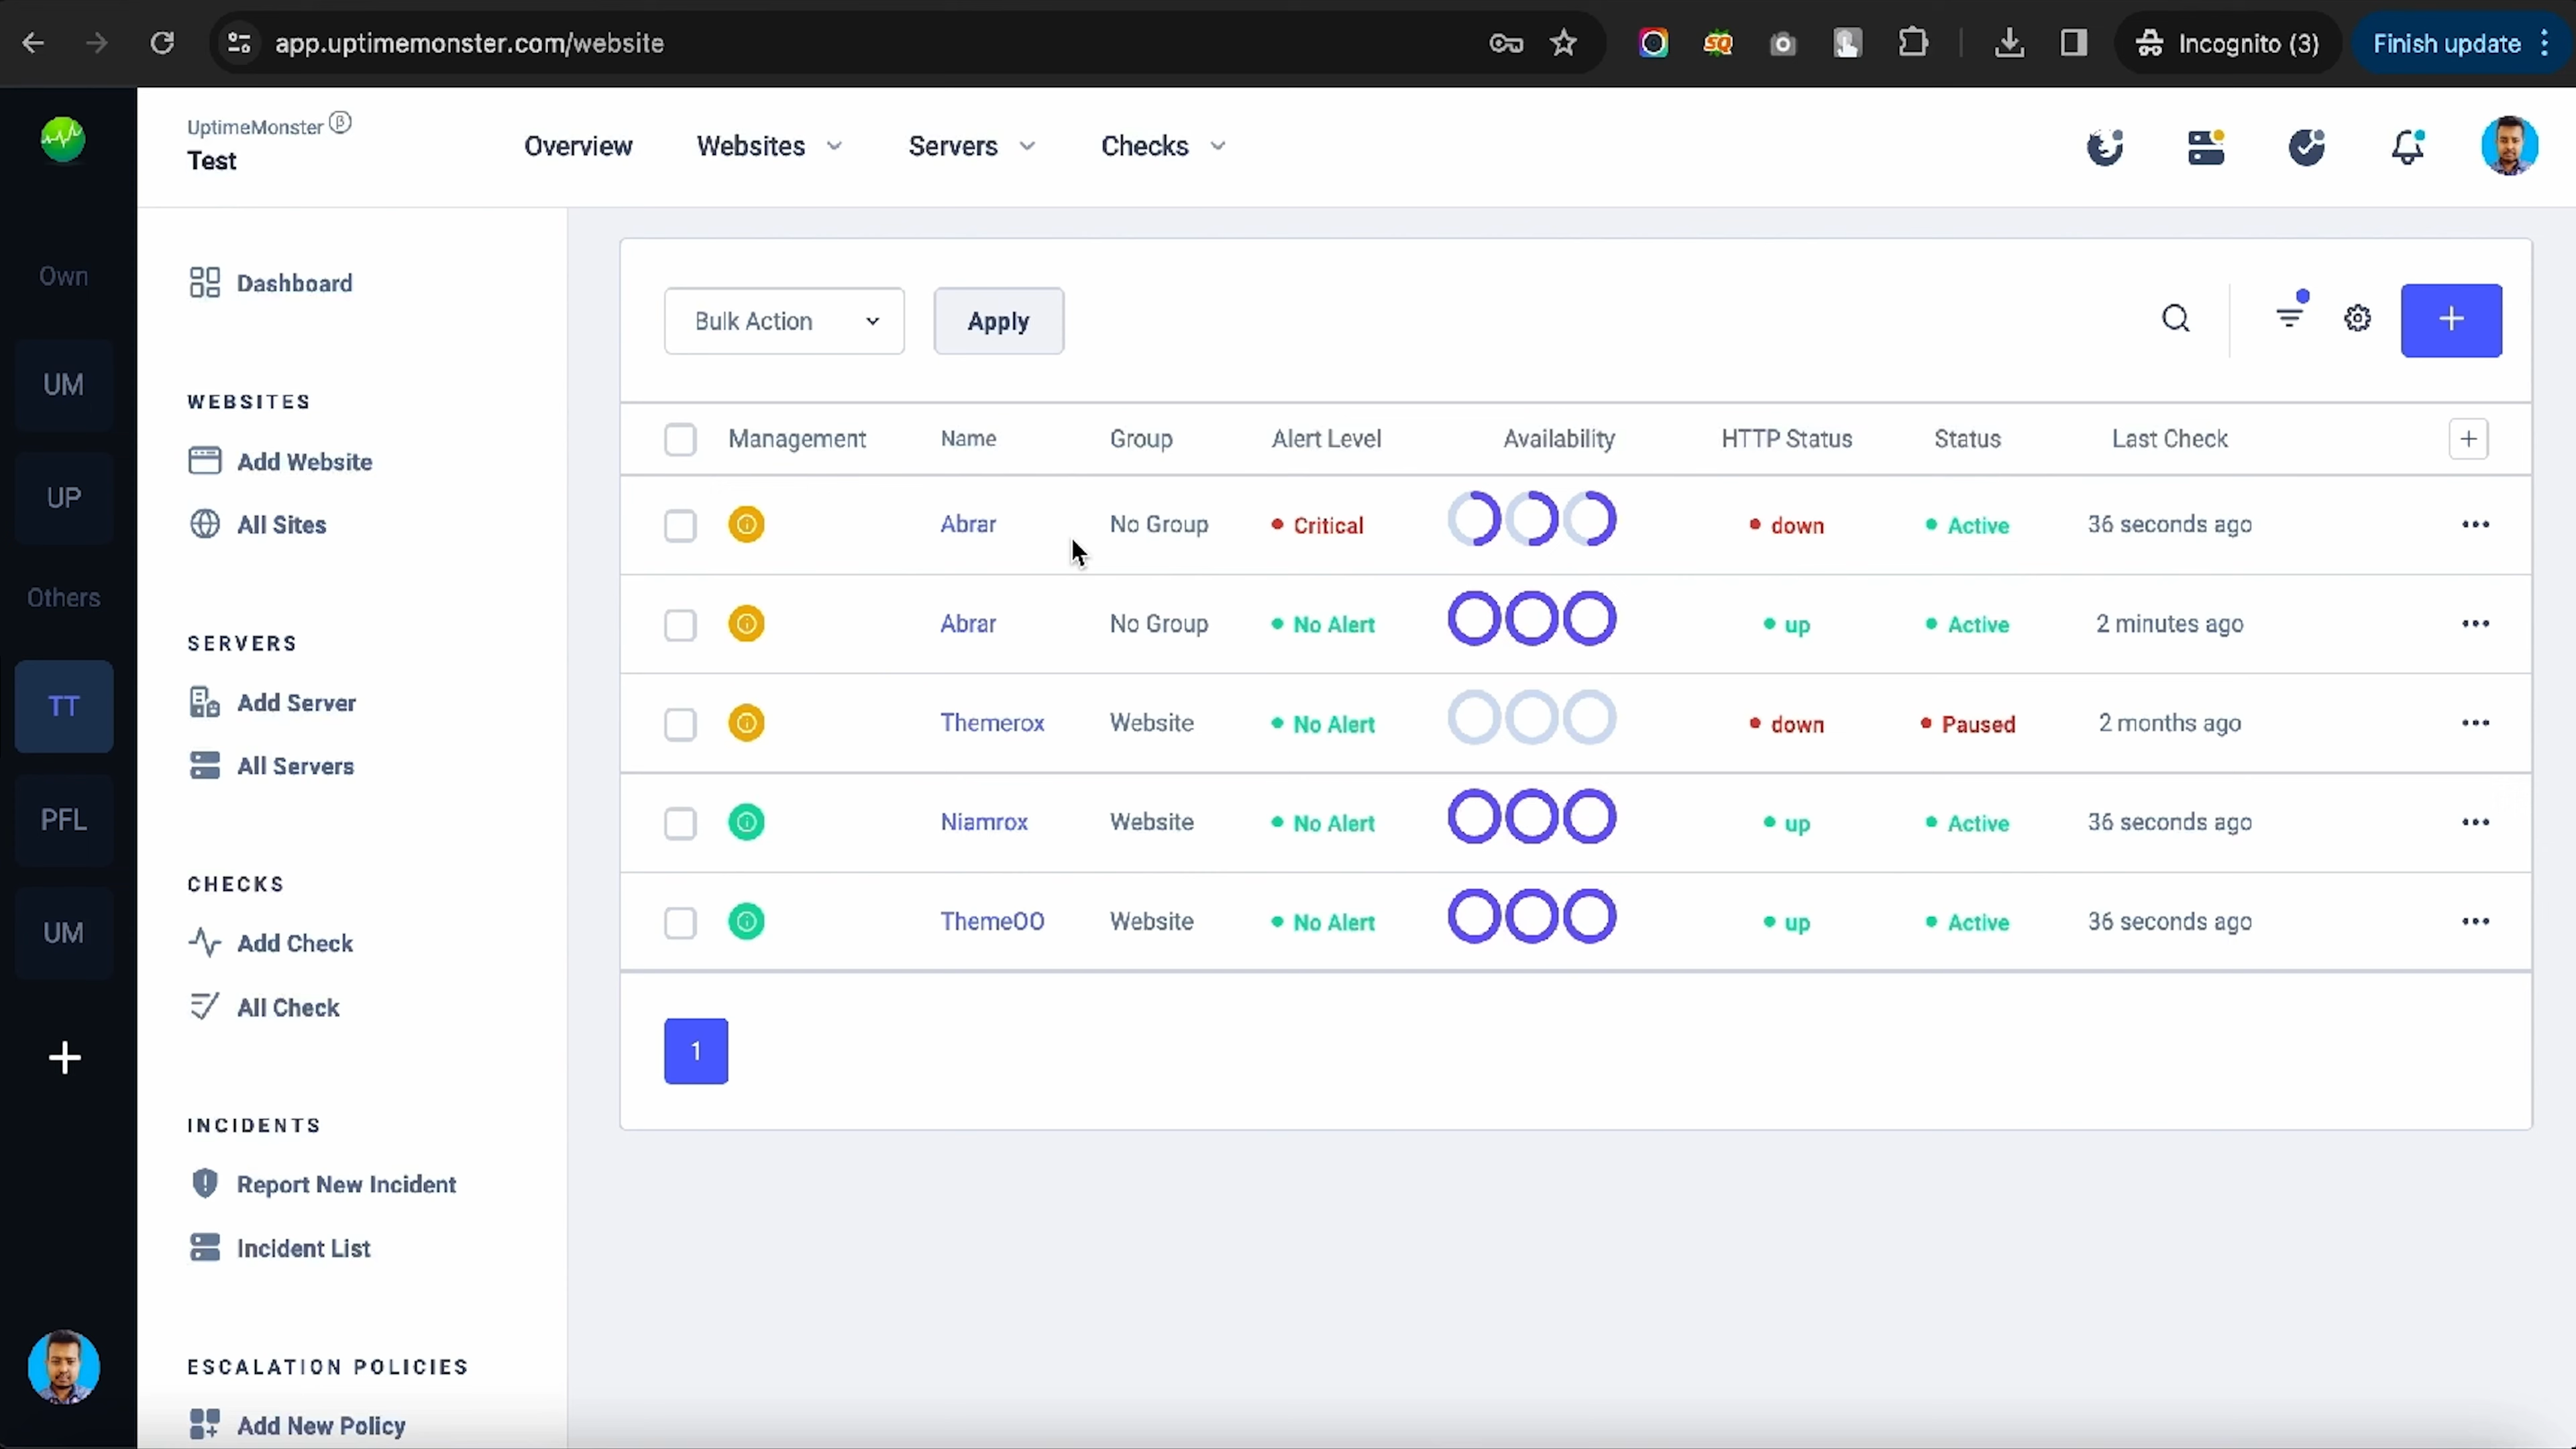 app.uptimemonster.com/website
Incognito (3)
Finish update
UptimeMonster β
Test
Overview
Websites
Servers
Checks
Own
UM
UP
Others
TT
PFL
UM
Dashboard
WEBSITES
Add Website
All Sites
SERVERS
Add Server
All Servers
CHECKS
Add Check
All Check
INCIDENTS
Report New Incident
Incident List
ESCALATION POLICIES
Add New Policy
Bulk Action
Apply
+
Management Name Group Alert Level Availability HTTP Status Status Last Check +
Abrar No Group Critical down Active 36 seconds ago
Abrar No Group No Alert up Active 2 minutes ago
Themerox Website No Alert down Paused 2 months ago
Niamrox Website No Alert up Active 36 seconds ago
ThemeOO Website No Alert up Active 36 seconds ago
1